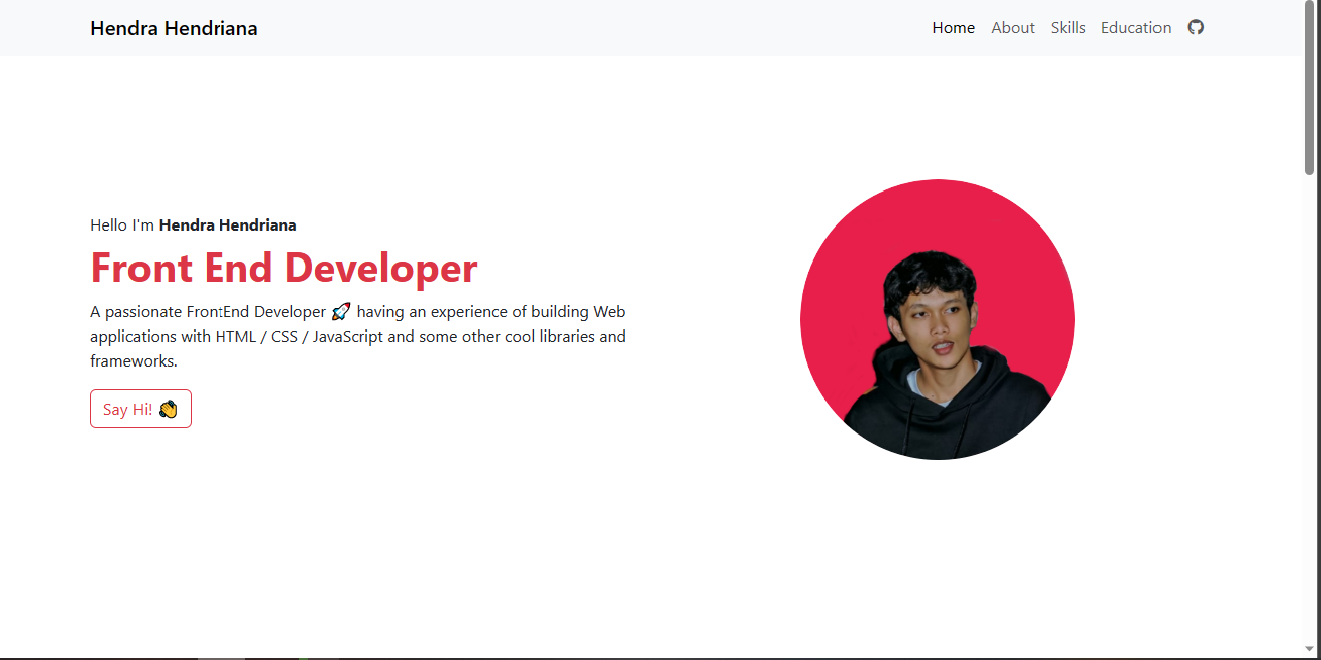 Hendra Hendriana
Home About Skills Education
Hello I'm Hendra Hendriana
Front End Developer
A passionate FrontEnd Developer 🚀 having an experience of building Web
applications with HTML / CSS / JavaScript and some other cool libraries and
frameworks.
Say Hi! 👏